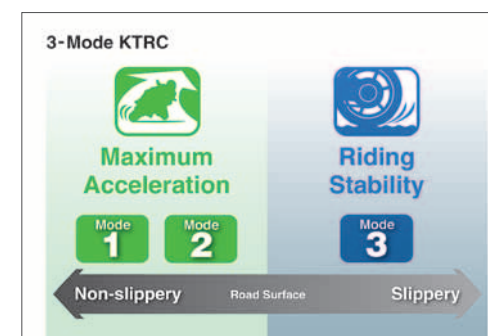 3-Mode KTRC
Maximum
Acceleration
Riding
Stability
Mode
1
Mode
2
Mode
3
Non-slippery
Road Surface
Slippery